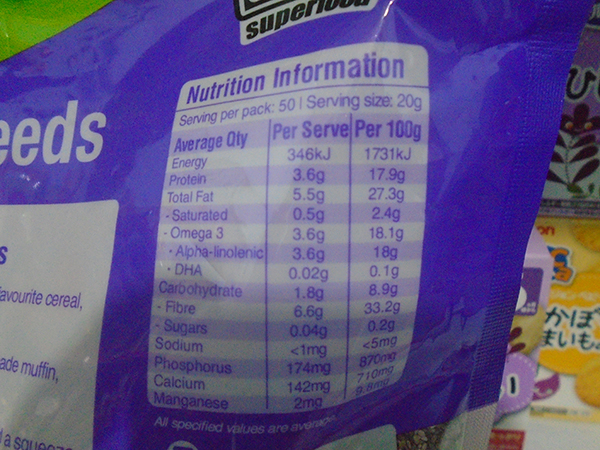 superfood
Nutrition Information
Serving per pack: 50 | Serving size: 20g
Average Qty Per Serve Per 100g
Energy 346kJ 1731kJ
Protein 3.6g 17.9g
Total Fat 5.5g 27.3g
- Saturated 0.5g 2.4g
- Omega 3 3.6g 18.1g
• Alpha-linolenic 3.6g 18g
• DHA 0.02g 0.1g
Carbohydrate 1.8g 8.9g
- Fibre 6.6g 33.2g
- Sugars 0.04g 0.2g
Sodium <1mg <5mg
Phosphorus 174mg 870mg
Calcium 142mg 710mg
Manganese 2mg 9.8mg
All specified values are average
eeds
s
favourite cereal,
ade muffin,
a squeeze
かぼ
まいも